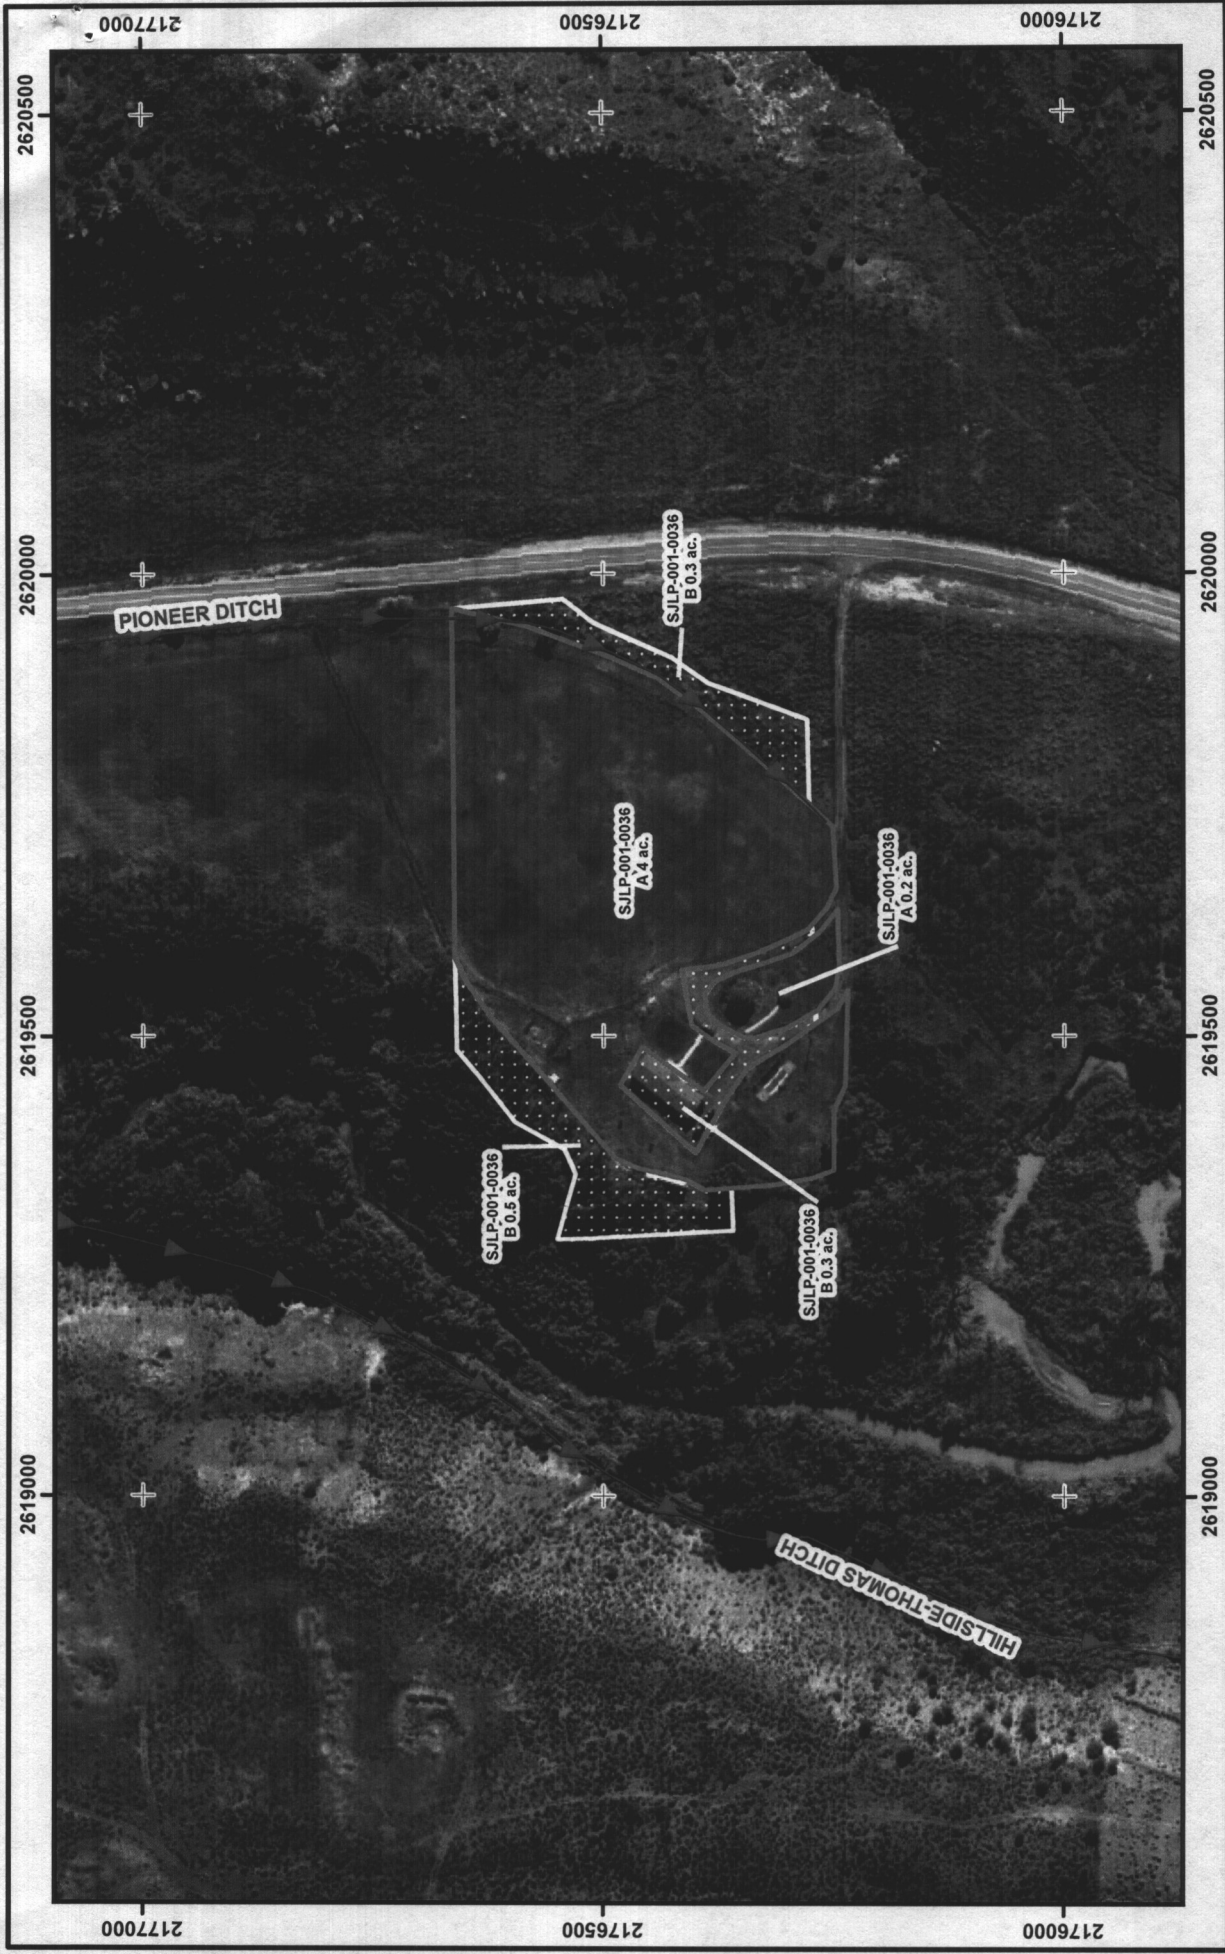 2177000
2176500
2176000
2620500
2620500
2620000
2620000
PIONEER DITCH
SJLP-001-0036
B 0.3 ac.
SJLP-001-0036
A 4 ac.
SJLP-001-0036
A 0.2 ac.
2619500
2619500
SJLP-001-0036
B 0.5 ac.
SJLP-001-0036
B 0.3 ac.
2619000
2619000
HILLSIDE-THOMAS DITCH
2177000
2176500
2176000